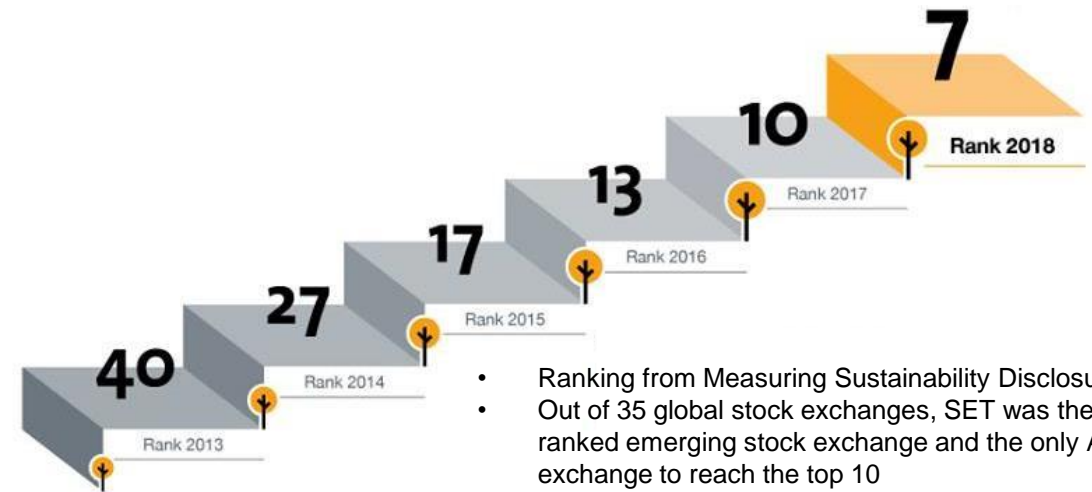 7
Rank 2018
10
Rank 2017
13
Rank 2016
17
Rank 2015
27
Rank 2014
40
Rank 2013
• Ranking from Measuring Sustainability
• Out of 35 global stock exchanges, SET was the
ranked emerging stock exchange and the only
exchange to reach the top 10